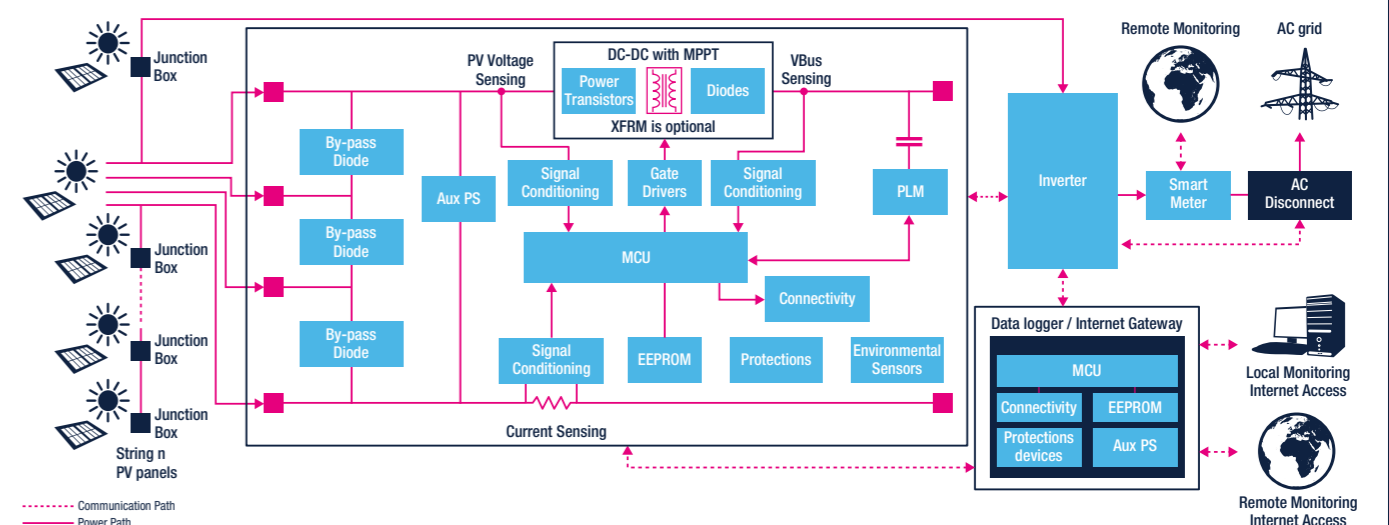 Junction
Box
Junction
Box
Junction
Box
Junction
Box
String n
PV panels
Communication Path
Power Path
PV Voltage
Sensing
DC-DC with MPPT
Power
Transistors
Diodes
XFRM is optional
VBus
Sensing
By-pass
Diode
By-pass
Diode
By-pass
Diode
Aux PS
Signal
Conditioning
Gate
Drivers
Signal
Conditioning
PLM
MCU
Connectivity
Signal
Conditioning
EEPROM
Protections
Environmental
Sensors
Current Sensing
Inverter
Remote Monitoring
AC grid
Smart
Meter
AC
Disconnect
Data logger / Internet Gateway
MCU
Connectivity
EEPROM
Protections
devices
Aux PS
Local Monitoring
Internet Access
Remote Monitoring
Internet Access